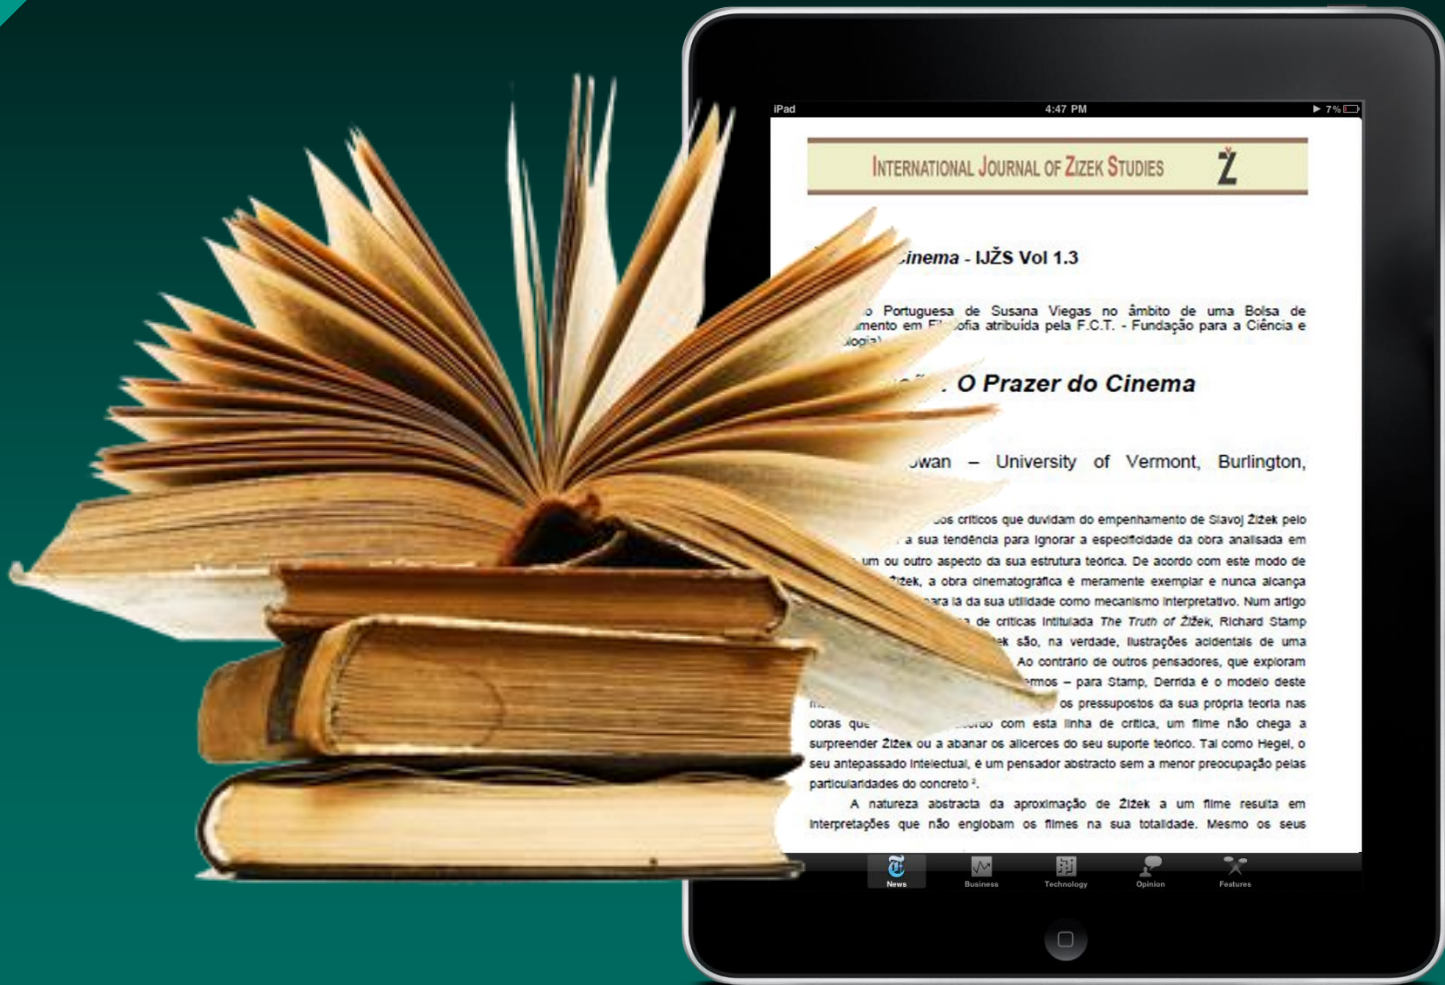 iPad 4:47 PM 7%
INTERNATIONAL JOURNAL OF ZIZEK STUDIES Ž
Cinema - IJŽS Vol 1.3
Portuguesa de Susana Viegas no âmbito de uma Bolsa de
em atribuída pela F.C.T. - Fundação para a Ciência e
O Prazer do Cinema
– University of Vermont, Burlington,
críticos que duvidam do empenhamento de Slavoj Žižek pelo
a sua tendência para ignorar a especificidade da obra analisada em
um ou outro aspecto da sua estrutura teórica. De acordo com este modo de
Žižek, a obra cinematográfica é meramente exemplar e nunca alcança
para lá da sua utilidade como mecanismo interpretativo. Num artigo
de críticas intitulada The Truth of Žižek, Richard Stamp
são, na verdade, ilustrações acidentais de uma
Ao contrário de outros pensadores, que exploram
– para Stamp, Derrida é o modelo deste
os pressupostos da sua própria teoria nas
obras que com esta linha de crítica, um filme não chega a
surpreender Žižek ou a abanar os alicerces do seu suporte teórico. Tal como Hegel, o
seu antepassado intelectual, é um pensador abstracto sem a menor preocupação pelas
particularidades do concreto ².
A natureza abstracta da aproximação de Žižek a um filme resulta em
interpretações que não englobam os filmes na sua totalidade. Mesmo os seus
News Business Technology Opinion Features